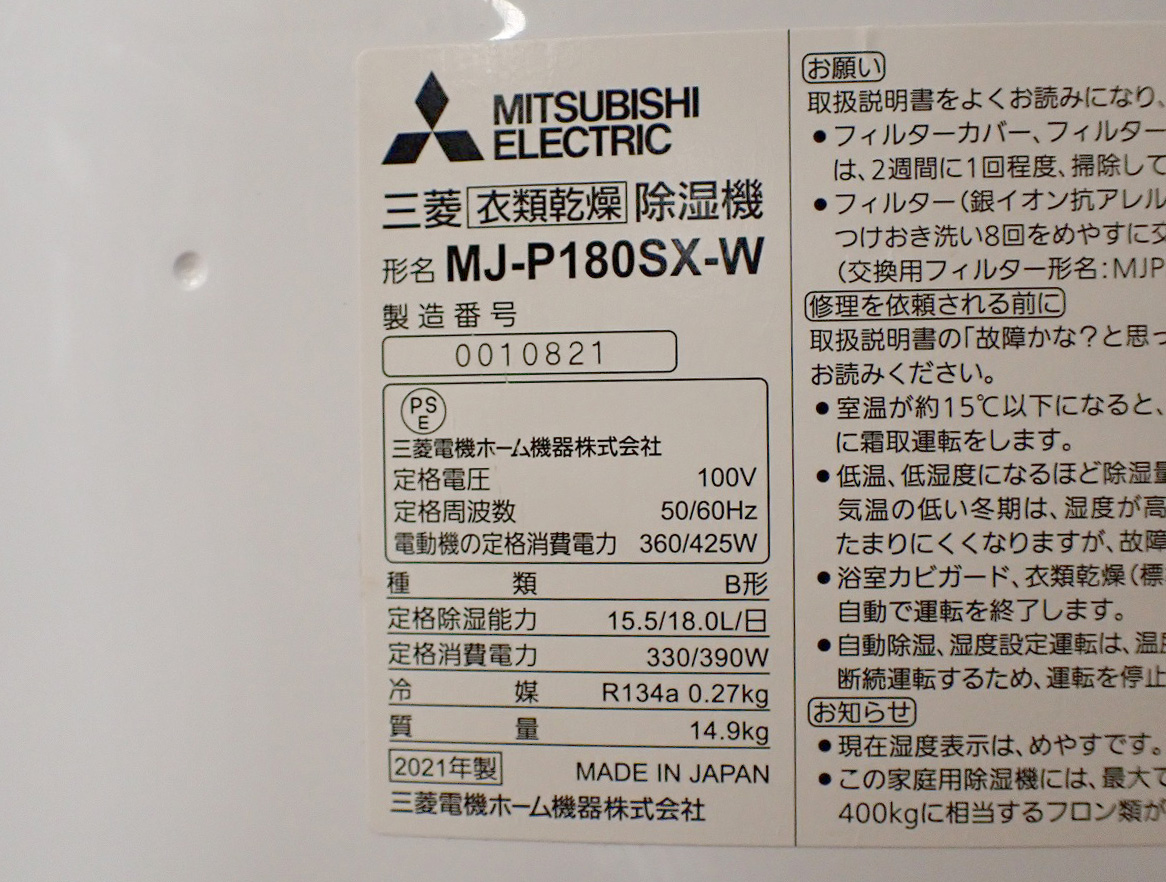 MITSUBISHI
ELECTRIC
三菱 衣類乾燥 除湿機
形名 MJ-P180SX-W
製造番号
0010821
PS
E
三菱電機ホーム機器株式会社
定格電圧 100V
定格周波数 50/60Hz
電動機の定格消費電力 360/425W
種類 B形
定格除湿能力 15.5/18.0L/日
定格消費電力 330/390W
冷媒 R134a 0.27kg
質量 14.9kg
2021年製 MADE IN JAPAN
三菱電機ホーム機器株式会社
お願い
取扱説明書をよくお読みになり、
●フィルターカバー、フィルター
は、2週間に1回程度、掃除して
●フィルター(銀イオン抗アレル
つけおき洗い8回をめやすに交
(交換用フィルター形名:MJP
修理を依頼される前に
取扱説明書の「故障かな?と思っ
お読みください。
●室温が約15℃以下になると、
に霜取運転をします。
●低温、低湿度になるほど除湿量
気温の低い冬期は、湿度が高
たまりにくくなりますが、故障
●浴室カビガード、衣類乾燥(標
自動で運転を終了します。
●自動除湿、湿度設定運転は、温度
断続運転するため、運転を停止
お知らせ
●現在湿度表示は、めやすです。
●この家庭用除湿機には、最大で
400kgに相当するフロン類が